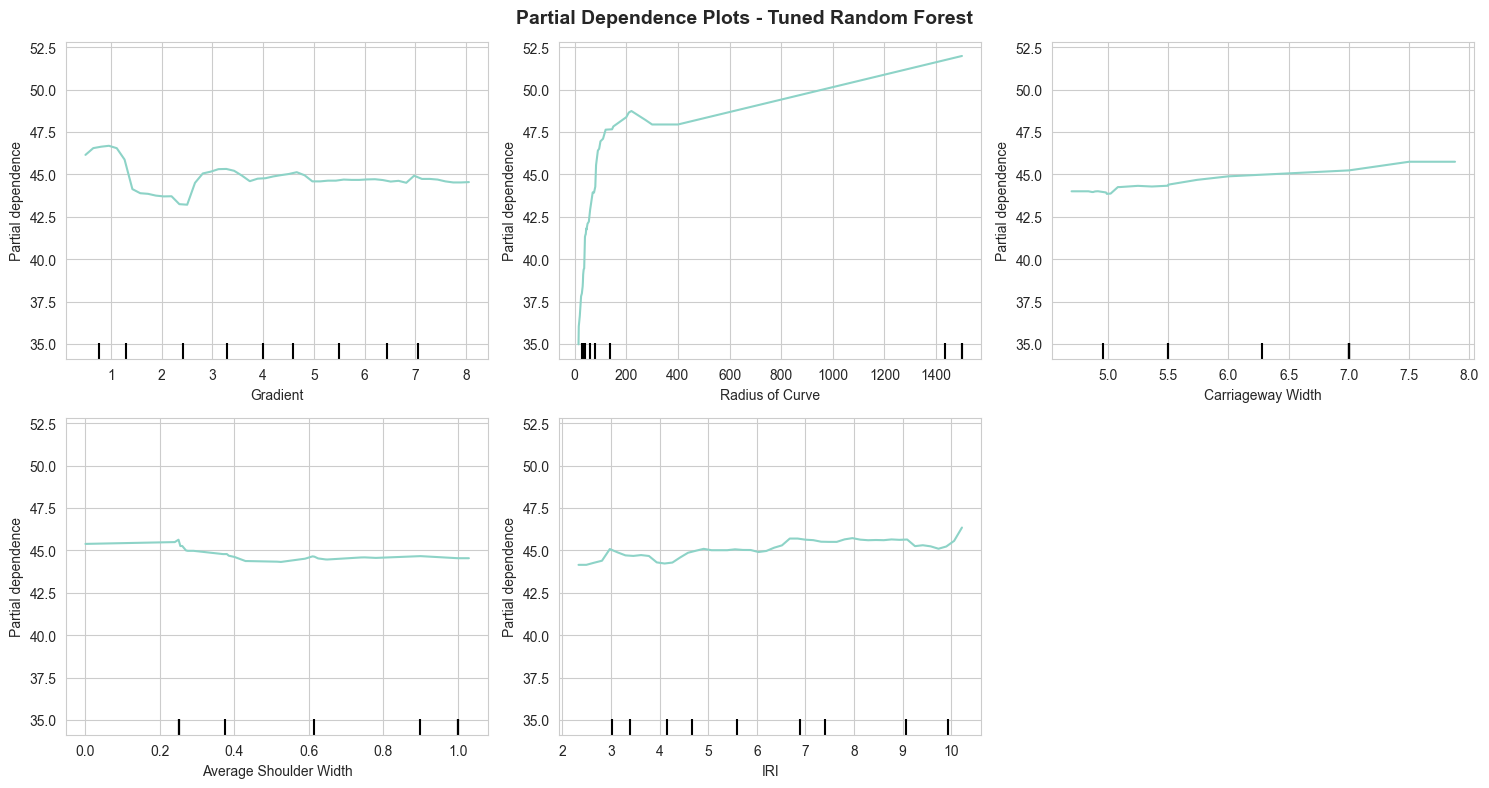 Partial Dependence Plots - Tuned Random Forest
52.5
50.0
47.5
45.0
42.5
40.0
37.5
35.0
Partial dependence
1 2 3 4 5 6 7 8
Gradient
52.5
50.0
47.5
45.0
42.5
40.0
37.5
35.0
Partial dependence
0 200 400 600 800 1000 1200 1400
Radius of Curve
52.5
50.0
47.5
45.0
42.5
40.0
37.5
35.0
Partial dependence
5.0 5.5 6.0 6.5 7.0 7.5 8.0
Carriageway Width
52.5
50.0
47.5
45.0
42.5
40.0
37.5
35.0
Partial dependence
0.0 0.2 0.4 0.6 0.8 1.0
Average Shoulder Width
52.5
50.0
47.5
45.0
42.5
40.0
37.5
35.0
Partial dependence
2 3 4 5 6 7 8 9 10
IRI